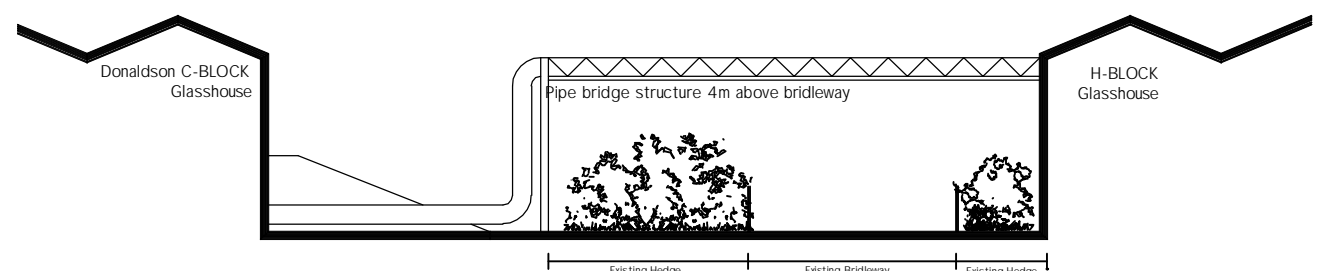 Donaldson C-BLOCK
Glasshouse
Pipe bridge structure 4m above bridleway
H-BLOCK
Glasshouse
Existing Hedge
Existing Bridleway
Existing Hedge